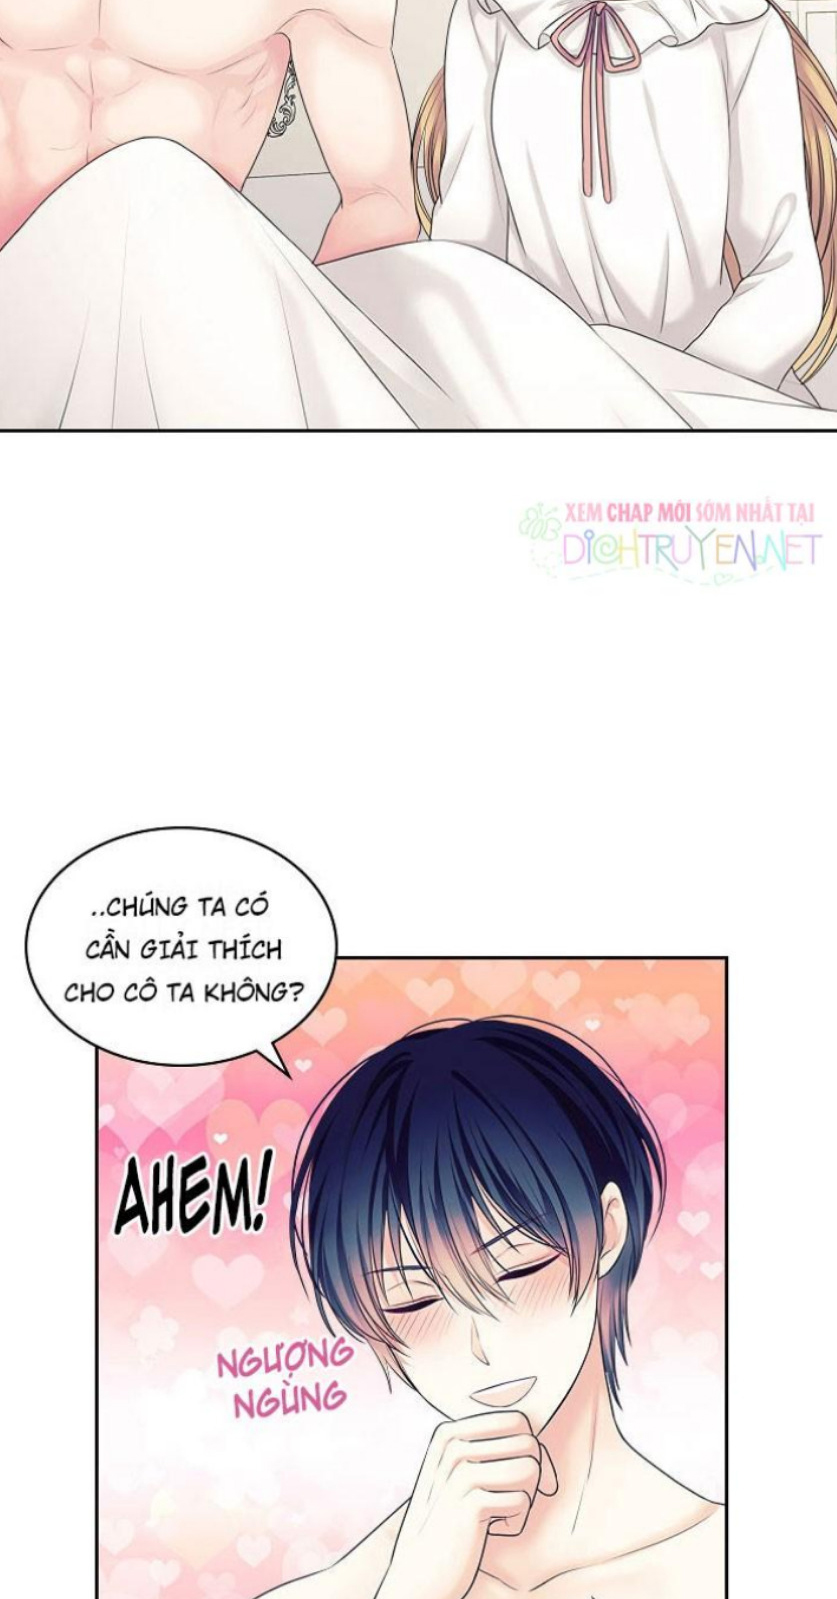 XEM CHAP MỚI SỚM NHẤT TẠI
DICHTRUYEN.NET
..CHÚNG TA CÓ
CẦN GIẢI THÍCH
CHO CÔ TA KHÔNG?
AHEM!
NGƯỢNG
NGÙNG